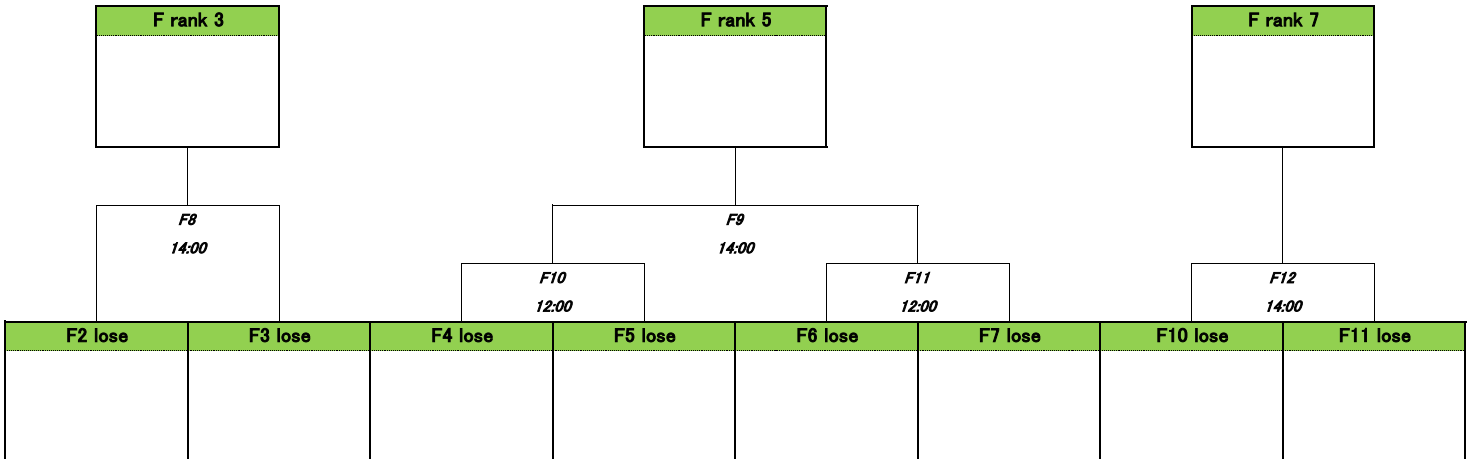 F rank 3
F rank 5
F rank 7
F8
14:00
F9
14:00
F10
12:00
F11
12:00
F12
14:00
F2 lose
F3 lose
F4 lose
F5 lose
F6 lose
F7 lose
F10 lose
F11 lose